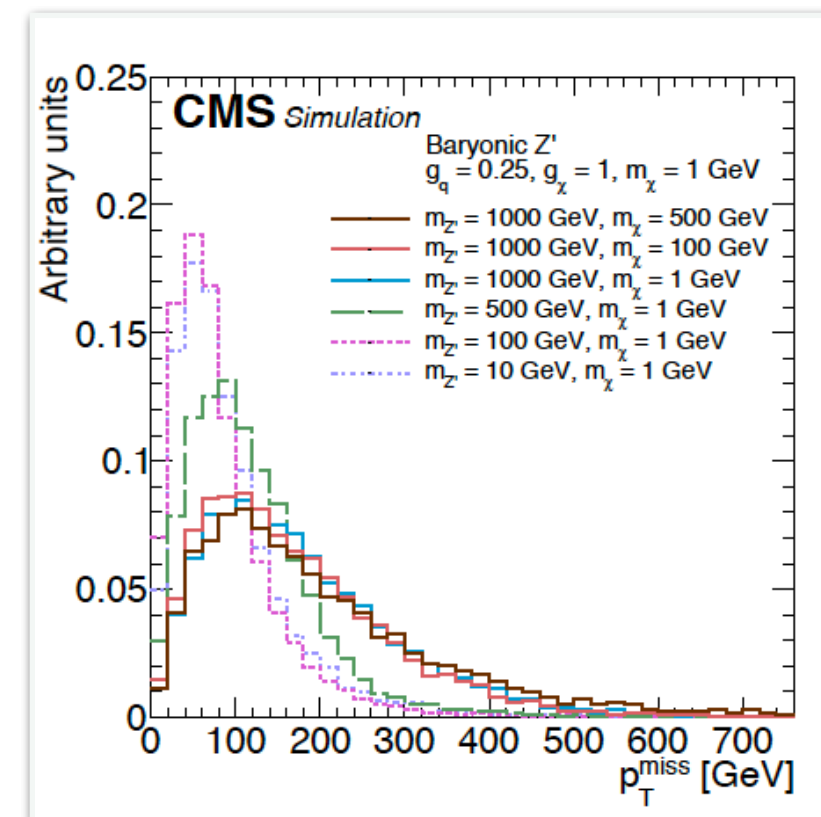 CMS Simulation
Baryonic Z'
g_q = 0.25, g_χ = 1, m_χ = 1 GeV
m_Z' = 1000 GeV, m_χ = 500 GeV
m_Z' = 1000 GeV, m_χ = 100 GeV
m_Z' = 1000 GeV, m_χ = 1 GeV
m_Z' = 500 GeV, m_χ = 1 GeV
m_Z' = 100 GeV, m_χ = 1 GeV
m_Z' = 10 GeV, m_χ = 1 GeV
Arbitrary units
0.25
0.2
0.15
0.1
0.05
0
0 100 200 300 400 500 600 700
p_T^miss [GeV]